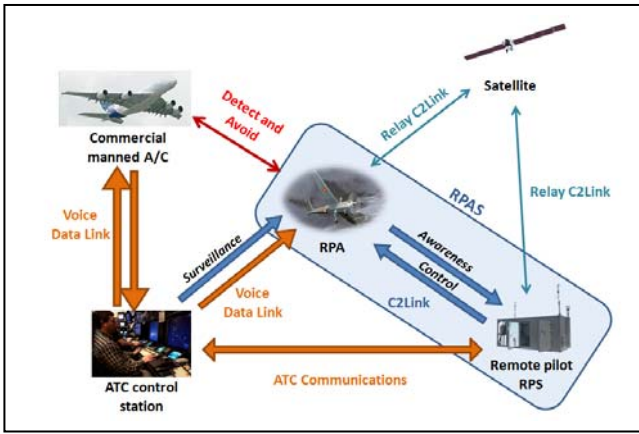 Satellite
Commercial
manned A/C
Detect and
Avoid
Relay C2Link
RPAS
Relay C2Link
Voice
Data Link
Surveillance
RPA
Awareness
Control
C2Link
Voice
Data Link
ATC control
station
ATC Communications
Remote pilot
RPS